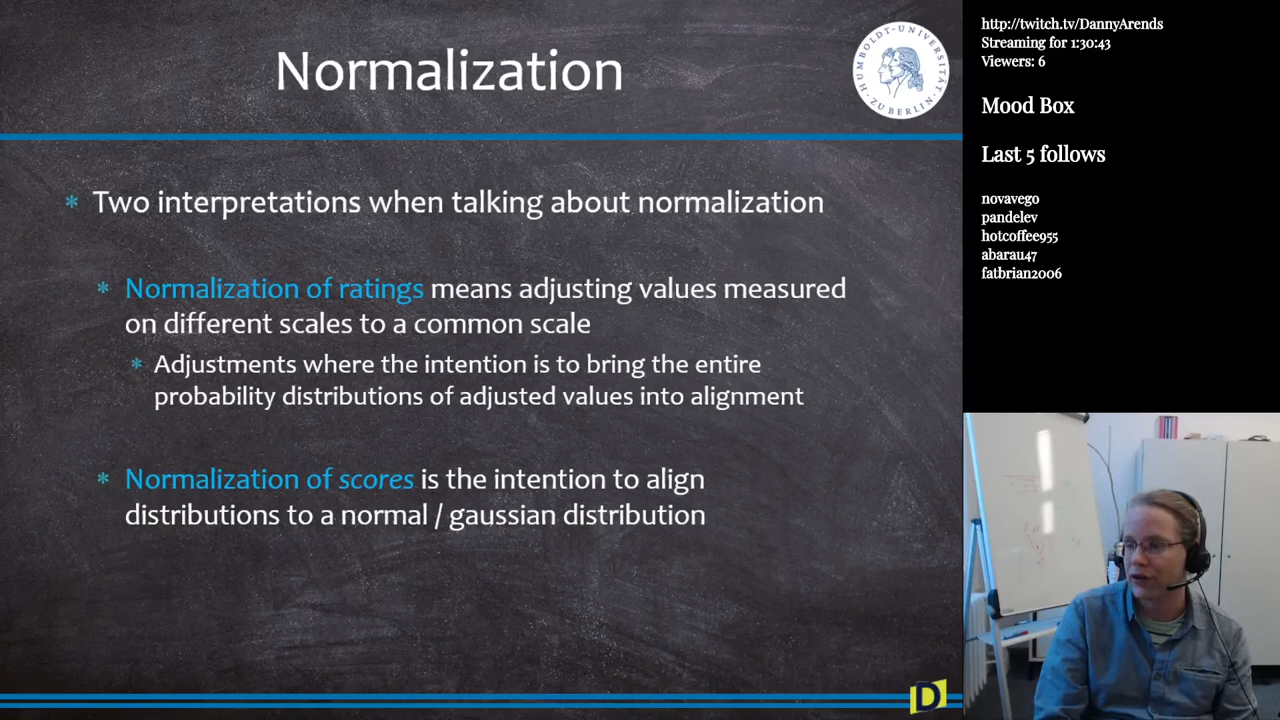 Normalization
HUMBOLDT-UNIVERSITÄT
ZU BERLIN
* Two interpretations when talking about normalization
* Normalization of ratings means adjusting values measured
on different scales to a common scale
* Adjustments where the intention is to bring the entire
probability distributions of adjusted values into alignment
* Normalization of scores is the intention to align
distributions to a normal / gaussian distribution
D
http://twitch.tv/DannyArends
Streaming for 1:30:43
Viewers: 6
Mood Box
Last 5 follows
novavego
pandelev
hotcoffee955
abarau47
fatbrian2006